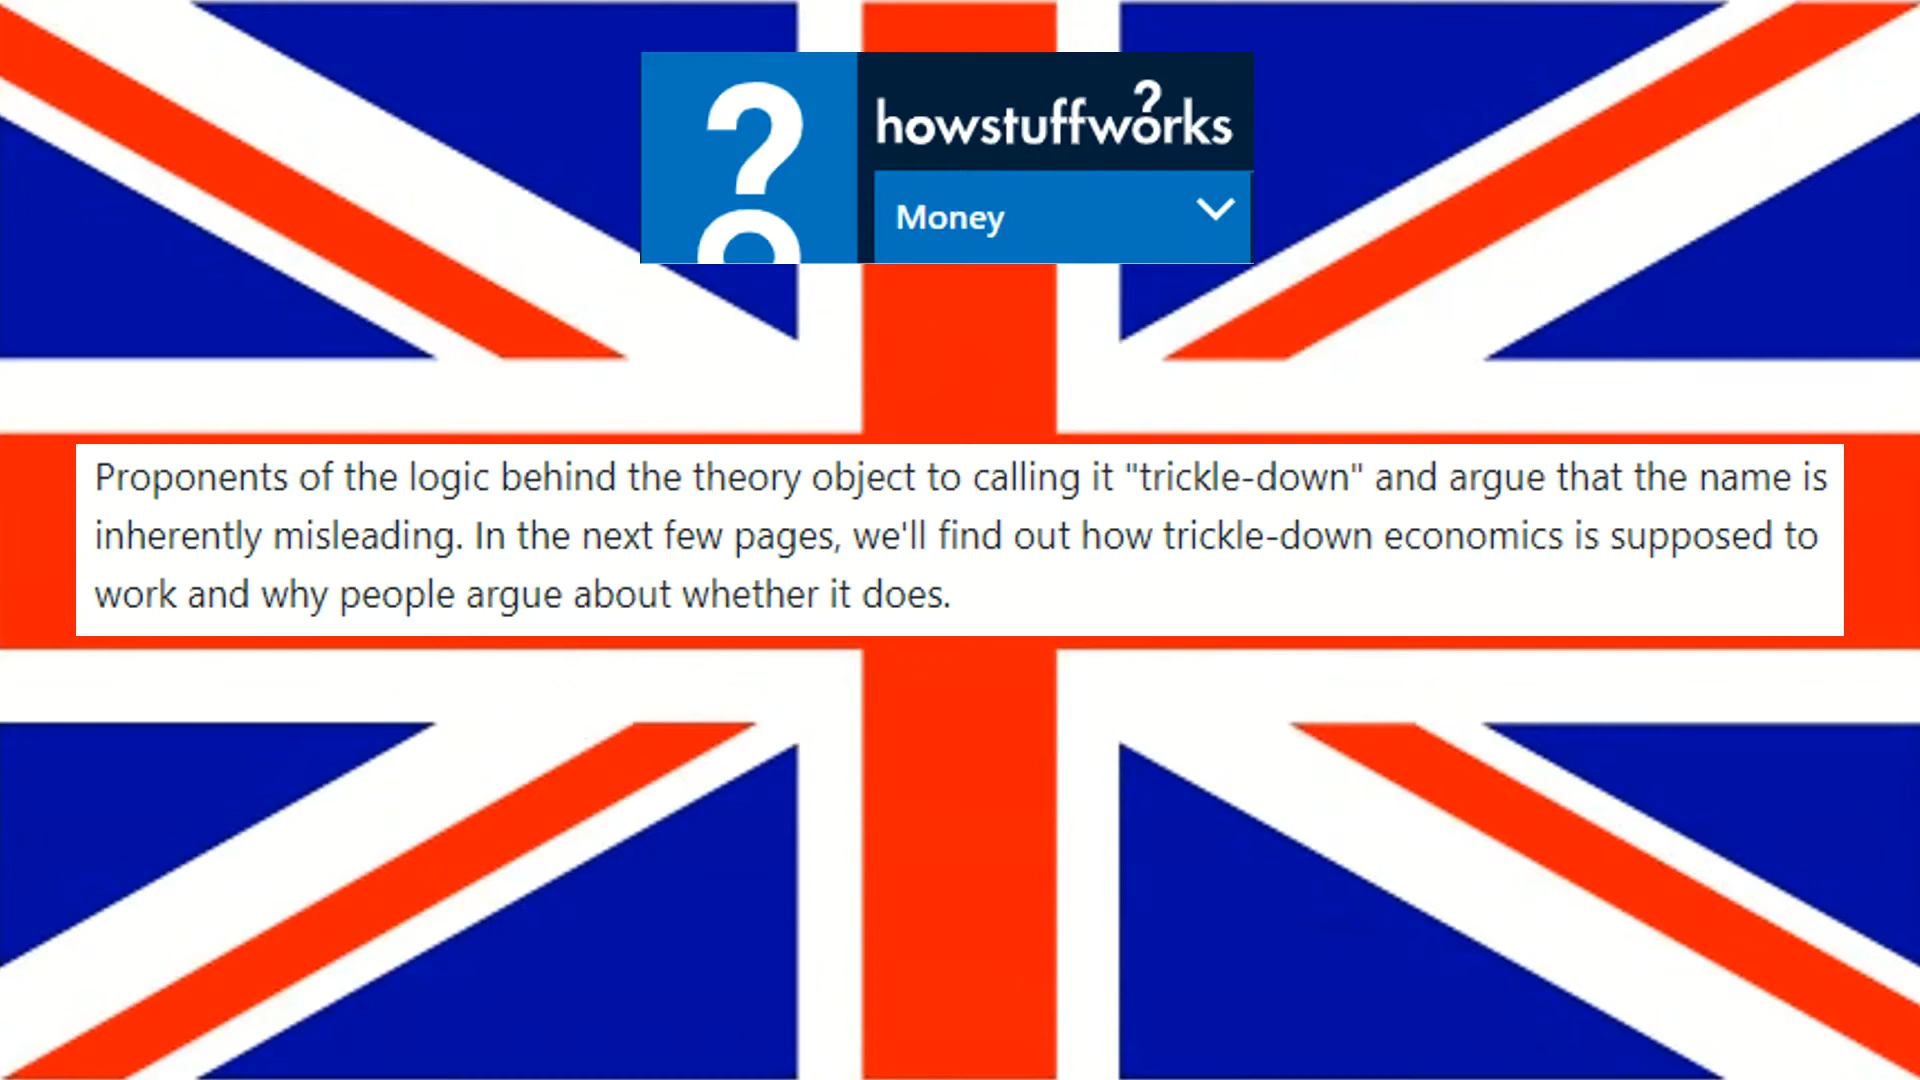 ?
howstuffworks
Money
Proponents of the logic behind the theory object to calling it "trickle-down" and argue that the name is
inherently misleading. In the next few pages, we'll find out how trickle-down economics is supposed to
work and why people argue about whether it does.